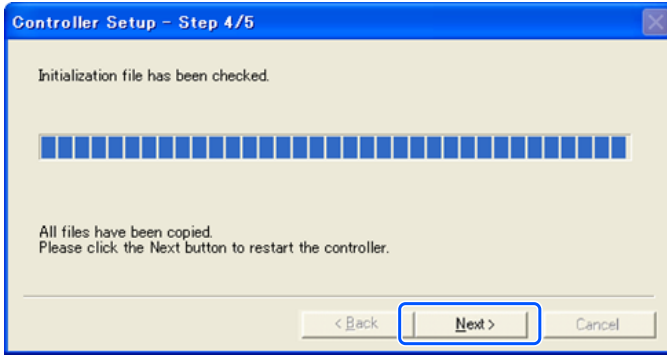 Controller Setup - Step 4/5
Initialization file has been checked.
All files have been copied.
Please click the Next button to restart the controller.
< Back
Next >
Cancel